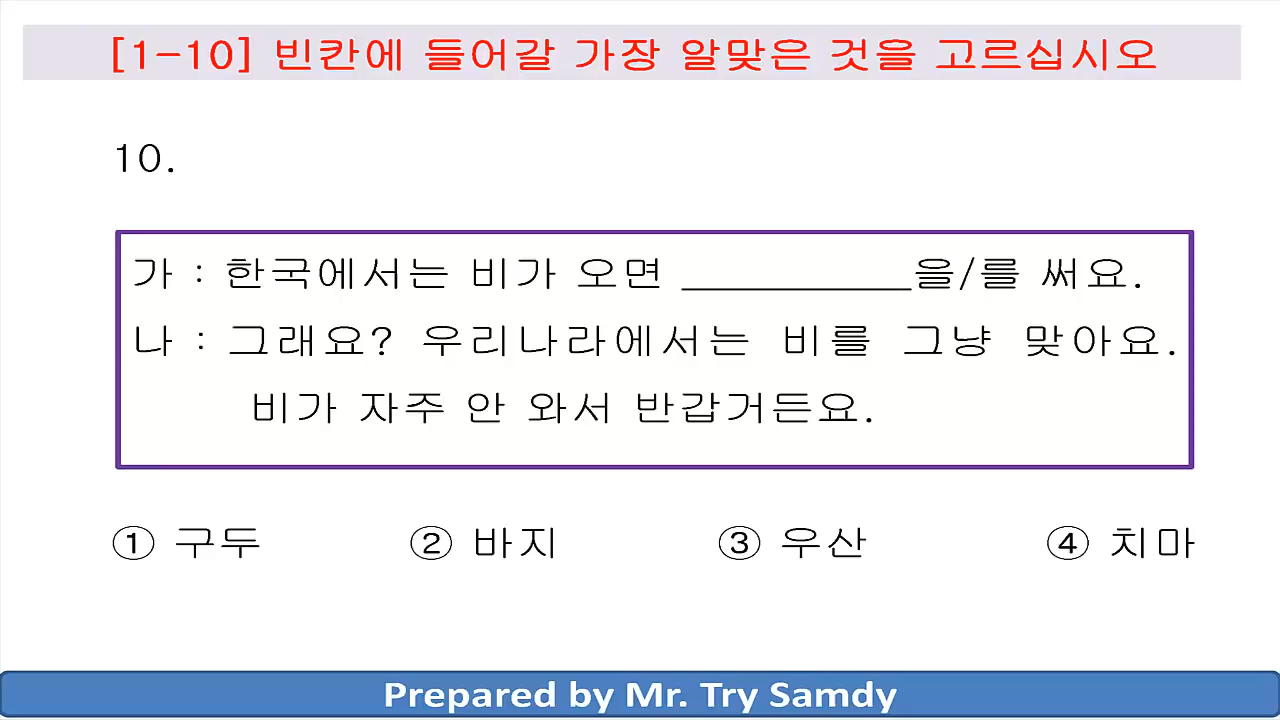 [1-10] 빈칸에 들어갈 가장 알맞은 것을 고르십시오
10.
가 : 한국에서는 비가 오면 __________을/를 써요.
나 : 그래요? 우리나라에서는 비를 그냥 맞아요.
비가 자주 안 와서 반갑거든요.
① 구두 ② 바지 ③ 우산 ④ 치마
Prepared by Mr. Try Samdy